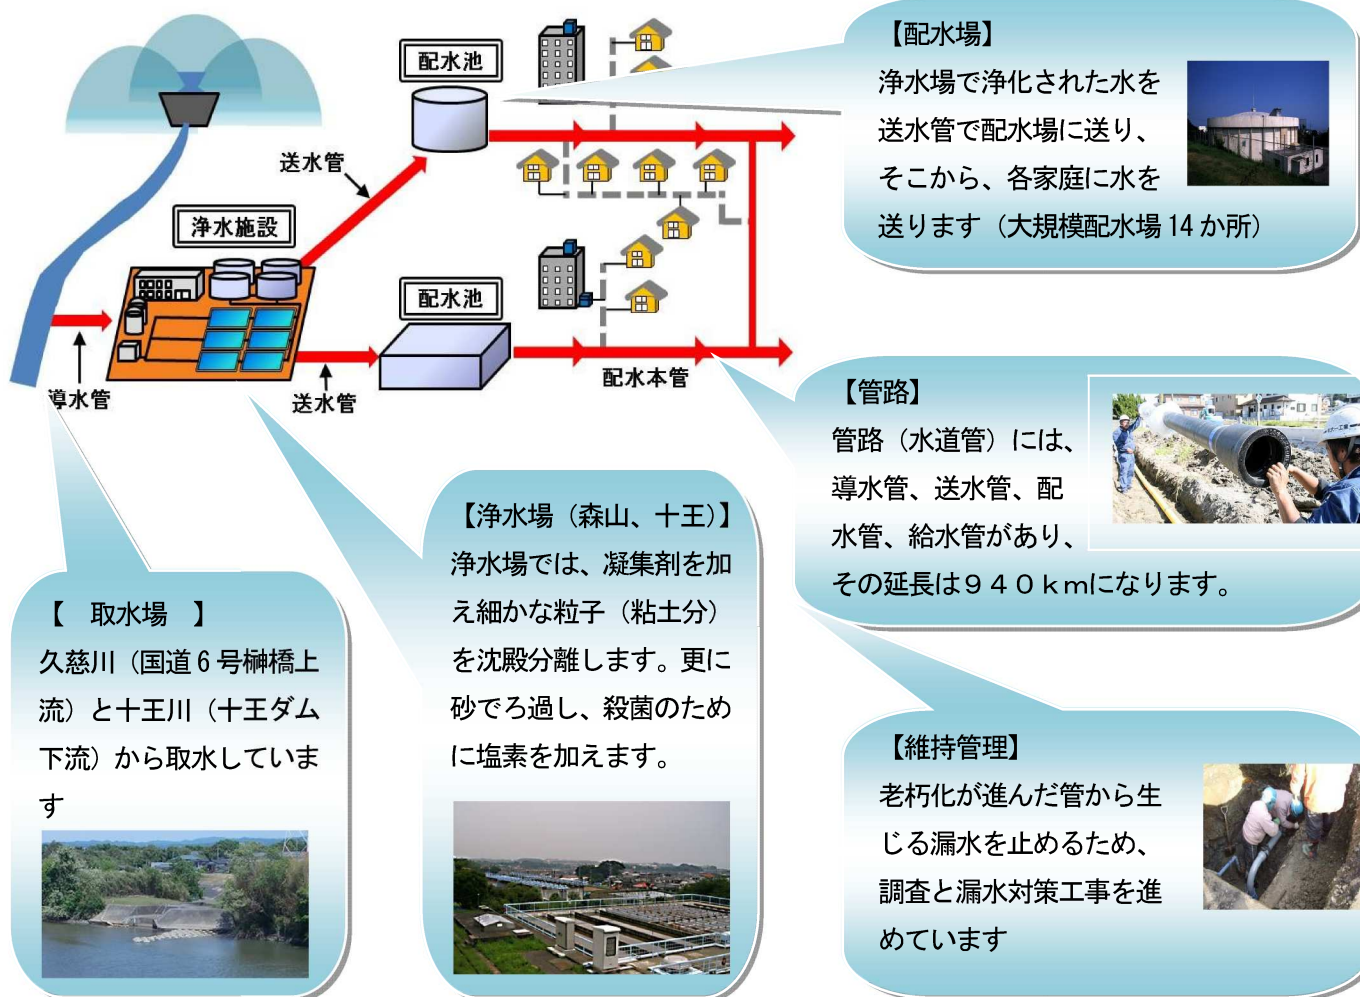 配水池
送水管
浄水施設
配水池
導水管
送水管
配水本管
【配水場】
浄水場で浄化された水を
送水管で配水場に送り、
そこから、各家庭に水を
送ります（大規模配水場14か所）
【管路】
管路（水道管）には、
導水管、送水管、配
水管、給水管があり、
その延長は９４０ｋｍになります。
【　取水場　】
久慈川（国道6号榊橋上
流）と十王川（十王ダム
下流）から取水していま
す
【浄水場（森山、十王）】
浄水場では、凝集剤を加
え細かな粒子（粘土分）
を沈殿分離します。更に
砂でろ過し、殺菌のため
に塩素を加えます。
【維持管理】
老朽化が進んだ管から生
じる漏水を止めるため、
調査と漏水対策工事を進
めています